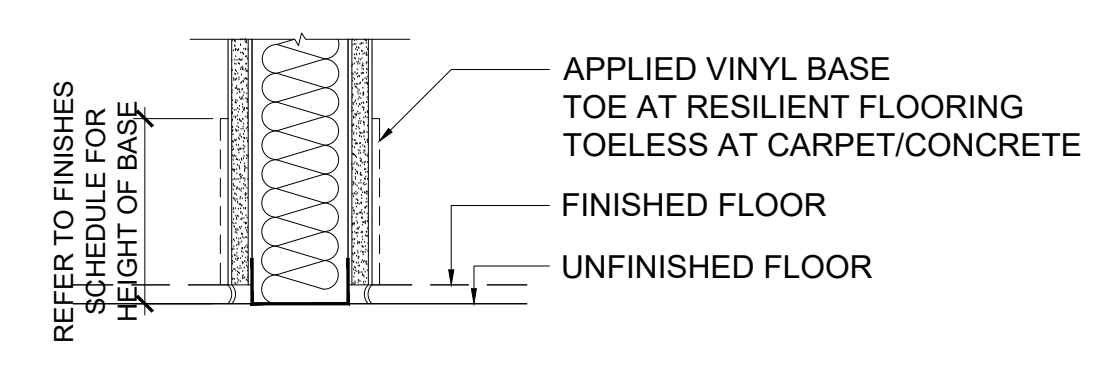 REFER TO FINISHES
SCHEDULE FOR
HEIGHT OF BASE
APPLIED VINYL BASE
TOE AT RESILIENT FLOORING
TOELESS AT CARPET/CONCRETE
FINISHED FLOOR
UNFINISHED FLOOR